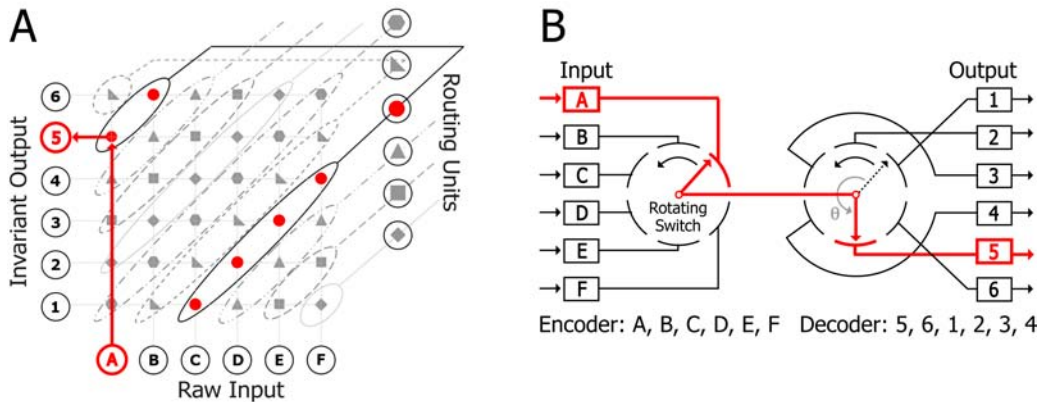 A
6
5
4
3
2
1
Invariant Output
A B C D E F
Raw Input
Routing Units
B
Input
Output
A
B
C
D
E
F
Rotating
Switch
θ
1
2
3
4
5
6
Encoder: A, B, C, D, E, F
Decoder: 5, 6, 1, 2, 3, 4